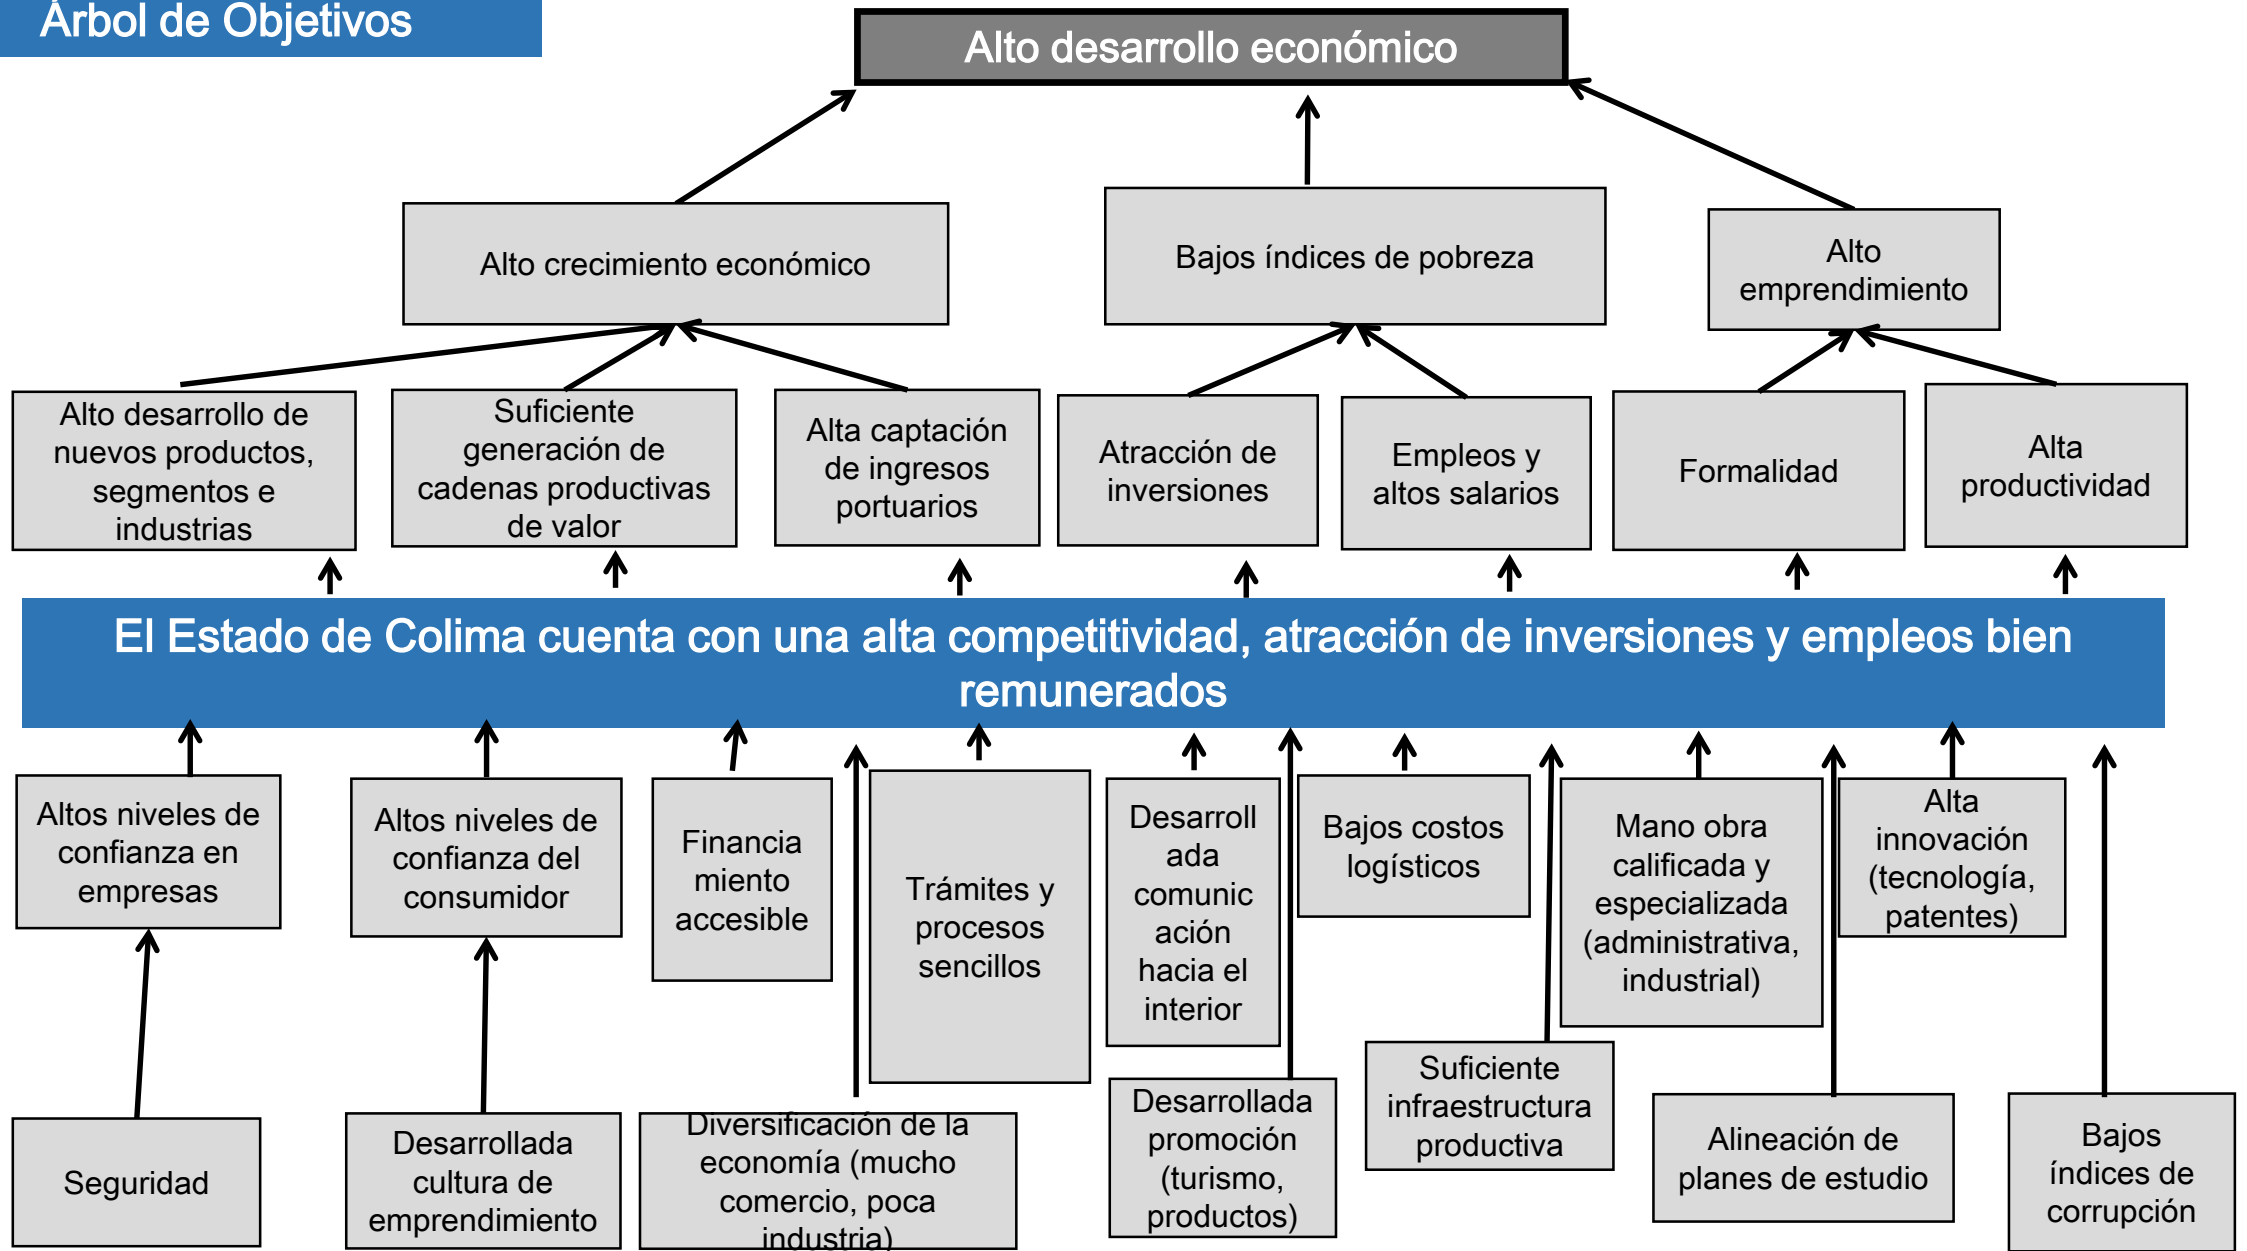 Árbol de Objetivos
Alto desarrollo económico
Alto crecimiento económico
Bajos índices de pobreza
Alto
emprendimiento
Alto desarrollo de
nuevos productos,
segmentos e
industrias
Suficiente
generación de
cadenas productivas
de valor
Alta captación
de ingresos
portuarios
Atracción de
inversiones
Empleos y
altos salarios
Formalidad
Alta
productividad
El Estado de Colima cuenta con una alta competitividad, atracción de inversiones y empleos bien
remunerados
Altos niveles de
confianza en
empresas
Altos niveles de
confianza del
consumidor
Financia
miento
accesible
Trámites y
procesos
sencillos
Desarroll
ada
comunic
ación
hacia el
interior
Bajos costos
logísticos
Mano obra
calificada y
especializada
(administrativa,
industrial)
Alta
innovación
(tecnología,
patentes)
Seguridad
Desarrollada
cultura de
emprendimiento
Diversificación de la
economía (mucho
comercio, poca
industria)
Desarrollada
promoción
(turismo,
productos)
Suficiente
infraestructura
productiva
Alineación de
planes de estudio
Bajos
índices de
corrupción